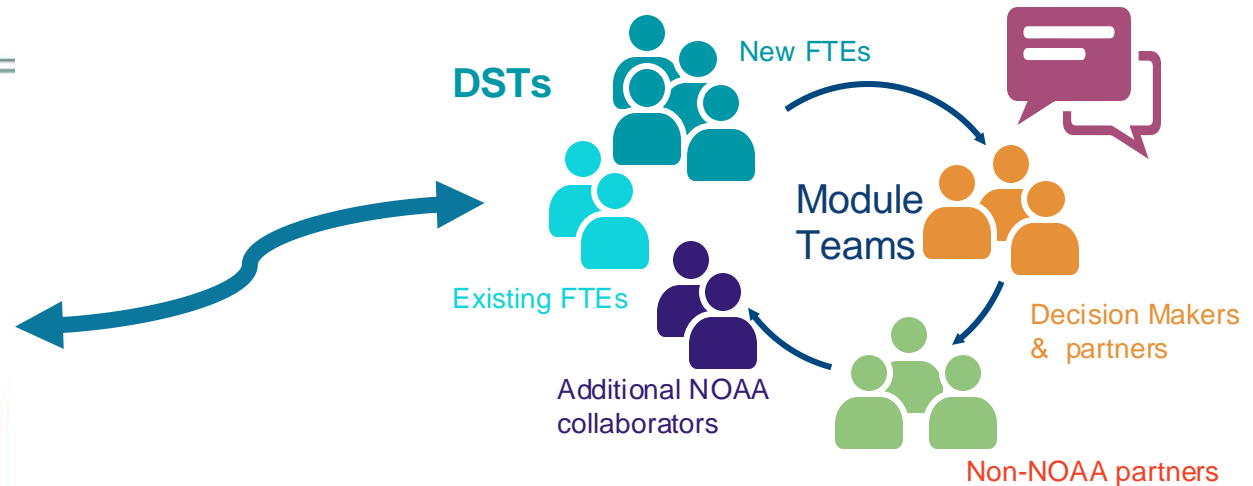 New FTEs
DSTs
Module
Teams
Existing FTEs
Decision Makers
& partners
Additional NOAA
collaborators
Non-NOAA partners